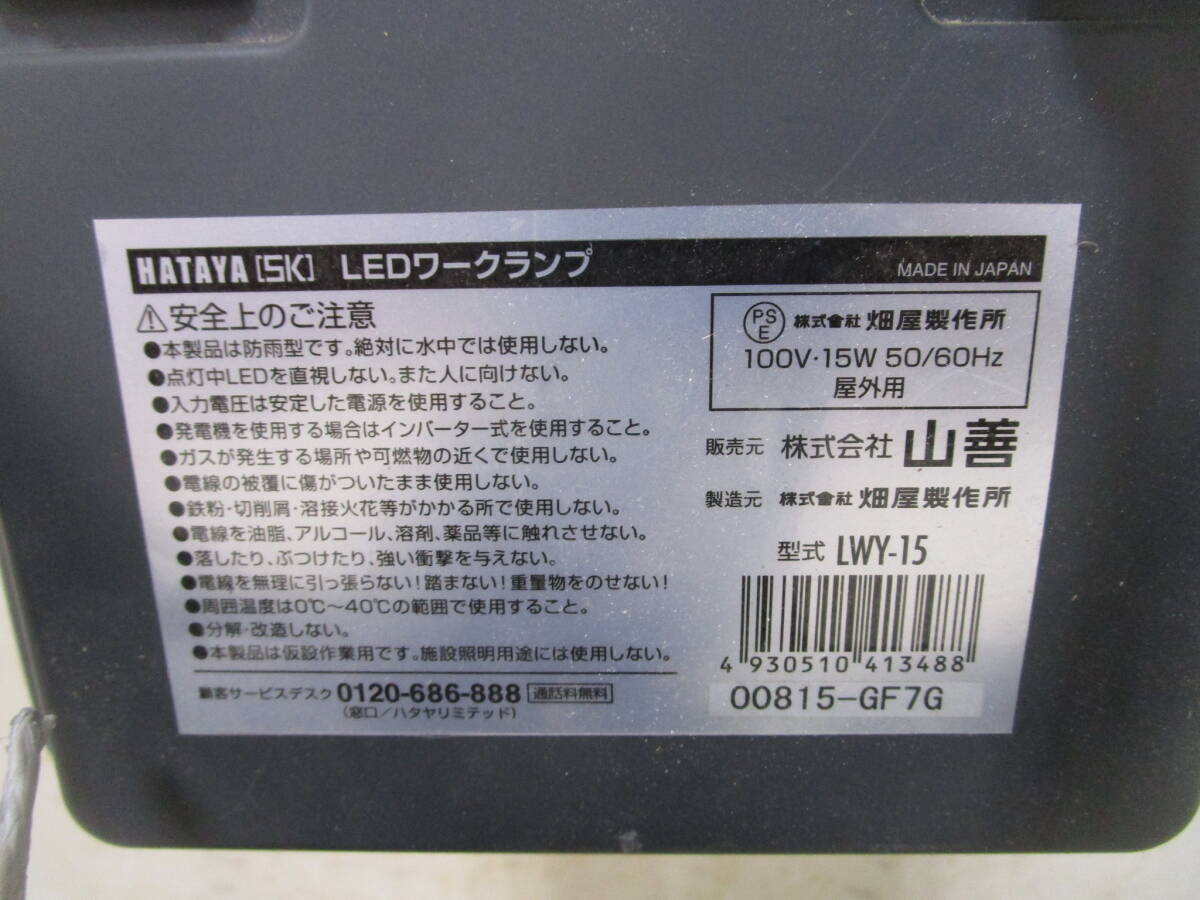 HATAYA [SK] LEDワークランプ MADE IN JAPAN
⚠安全上のご注意
●本製品は防雨型です。絶対に水中では使用しない。
●点灯中LEDを直視しない。また人に向けない。
●入力電圧は安定した電源を使用すること。
●発電機を使用する場合はインバーター式を使用すること。
●ガスが発生する場所や可燃物の近くで使用しない。
●電線の被覆に傷がついたまま使用しない。
●鉄粉・切削屑・溶接火花等がかかる所で使用しない。
●電線を油脂、アルコール、溶剤、薬品等に触れさせない。
●落したり、ぶつけたり、強い衝撃を与えない。
●電線を無理に引っ張らない!踏まない!重量物をのせない!
●周囲温度は0℃〜40℃の範囲で使用すること。
●分解・改造しない。
●本製品は仮設作業用です。施設照明用途には使用しない。
顧客サービスデスク 0120-686-888 通話料無料
(窓口/ハタヤリミテッド)
PS E 株式会社 畑屋製作所
100V・15W 50/60Hz
屋外用
販売元 株式会社 山善
製造元 株式会社 畑屋製作所
型式 LWY-15
4 930510 413488
00815-GF7G